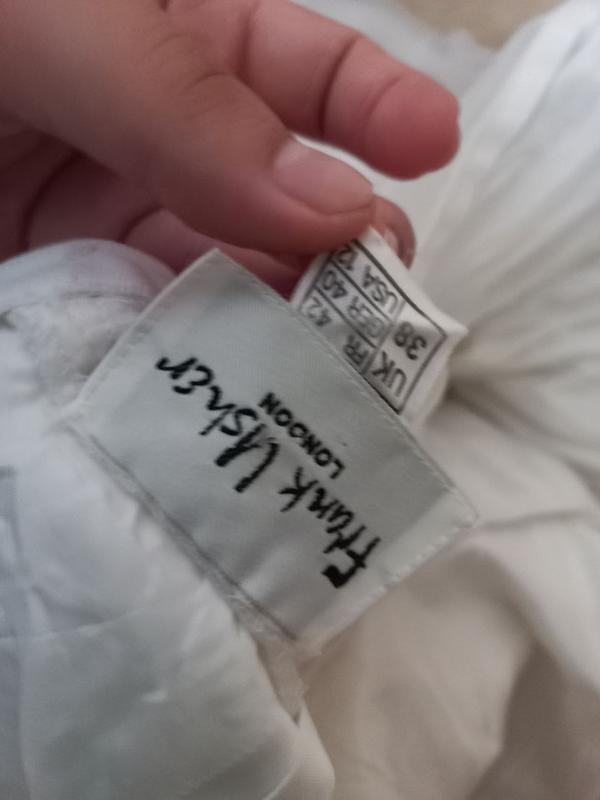 Frank Usher
LONDON
UK FR 42
38 GER 40
USA 12